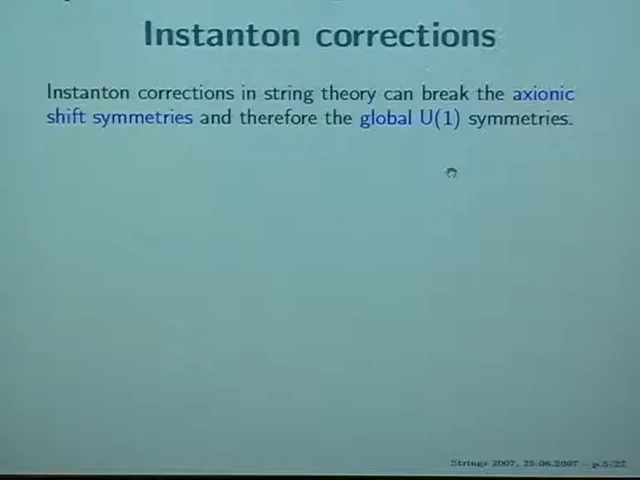 Instanton corrections
Instanton corrections in string theory can break the axionic
shift symmetries and therefore the global U(1) symmetries.
Strings 2007, 25.06.2007 – p.5/22